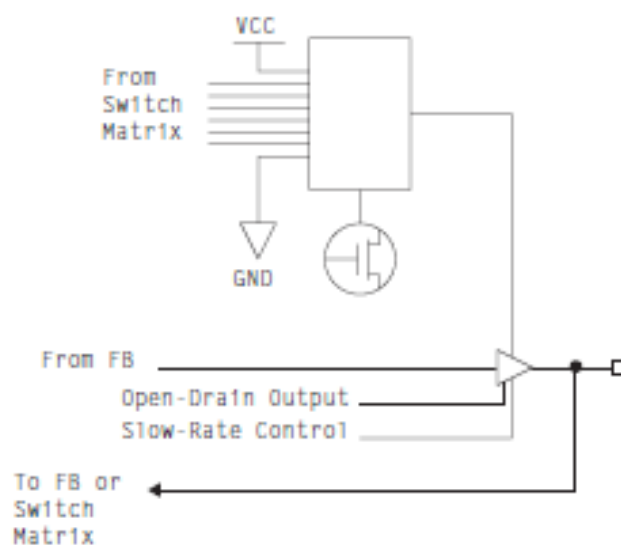 VCC
From
Switch
Matrix
GND
From FB
Open-Drain Output
Slow-Rate Control
To FB or
Switch
Matrix